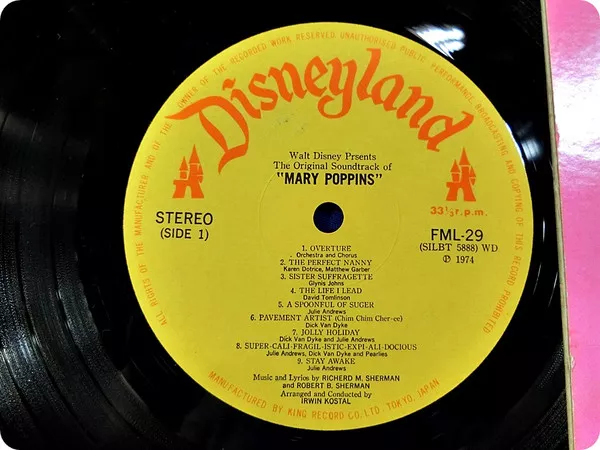 ALL RIGHTS OF THE MANUFACTURER AND OF THE OWNER OF THE RECORDED WORK RESERVED. UNAUTHORISED PUBLIC PERFORMANCE, BROADCASTING AND COPYING OF THIS RECORD PROHIBITED
Disneyland
Walt Disney Prsents
The Original Soundtrack of
"MARY POPPINS"
STEREO
(SIDE 1)
33 1/3 r.p.m.
FML-29
(SILBT 5888) WD
Ⓟ 1974
1. OVERTURE
Orchestra and Chorus
2. THE PERFECT NANNY
Karen Dotrice, Matthew Garber
3. SISTER SUFFRAGETTE
Glynis Johns
4. THE LIFE I LEAD
David Tomlinson
5. A SPOONFUL OF SUGER
Julie Andrews
6. PAVEMENT ARTIST (Chim Chim Cher-ee)
Dick Van Dyke
7. JOLLY HOLIDAY
Dick Van Dyke and Julie Andrews
8. SUPER-CALI-FRAGIL-ISTIC-EXPI-ALI-DOCIOUS
Julie Andrews, Dick Van Dyke and Pearlies
9. STAY AWAKE
Julie Andrews
Music and Lyrics by RICHERD M. SHERMAN
and ROBERT B. SHERMAN
Arranged and Conducted by
IRWIN KOSTAL
MANUFACTURED BY KING RECORD CO. LTD. TOKYO, JAPAN